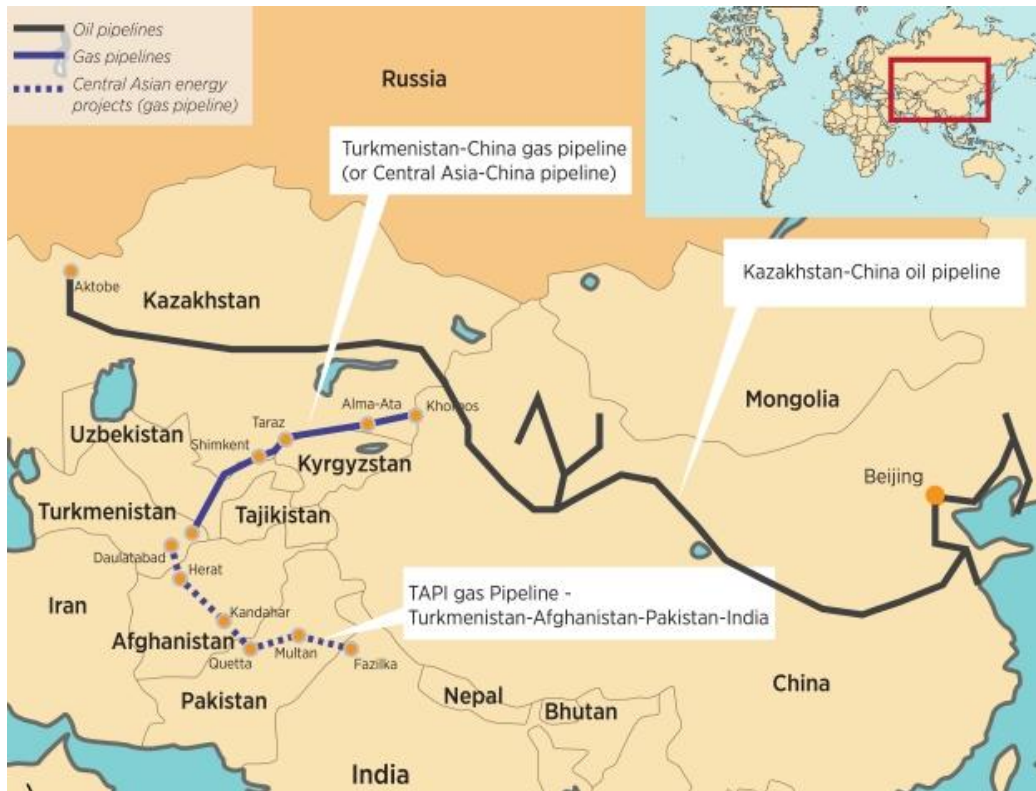 Oil pipelines
Gas pipelines
Central Asian energy
projects (gas pipeline)
Russia
Turkmenistan-China gas pipeline
(or Central Asia-China pipeline)
Kazakhstan-China oil pipeline
Aktobe
Kazakhstan
Mongolia
Alma-Ata
Khorgos
Taraz
Uzbekistan
Shimkent
Kyrgyzstan
Beijing
Turkmenistan
Tajikistan
Daulatabad
Herat
TAPI gas Pipeline -
Turkmenistan-Afghanistan-Pakistan-India
Iran
Kandahar
Afghanistan
Quetta
Multan
Fazilka
Pakistan
Nepal
Bhutan
China
India